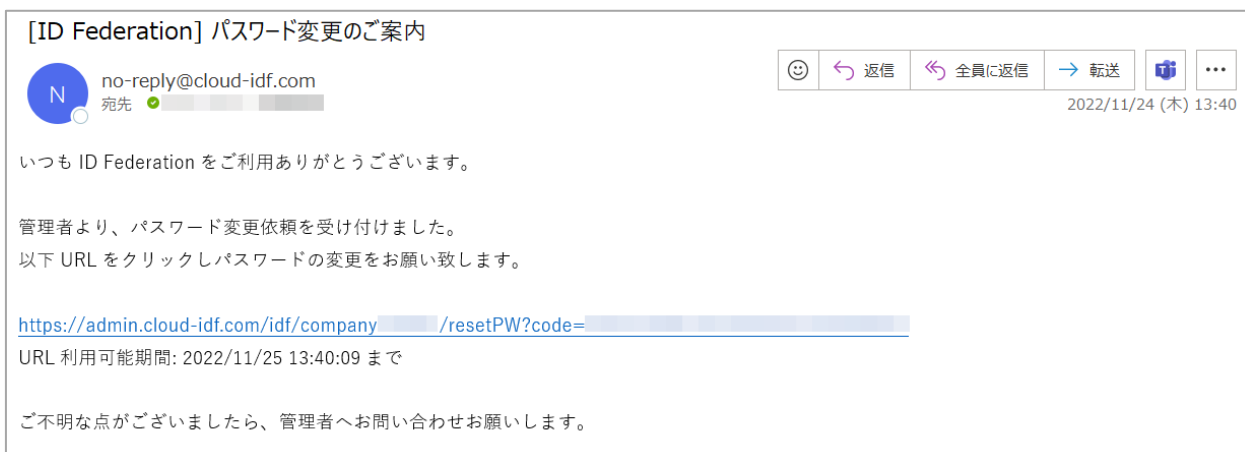 [ID Federation] パスワード変更のご案内
N
no-reply@cloud-idf.com
宛先
返信
全員に返信
転送
2022/11/24 (木) 13:40
いつも ID Federation をご利用ありがとうございます。
管理者より、パスワード変更依頼を受け付けました。
以下 URL をクリックしパスワードの変更をお願い致します。
https://admin.cloud-idf.com/idf/company /resetPW?code=
URL 利用可能期間: 2022/11/25 13:40:09 まで
ご不明な点がございましたら、管理者へお問い合わせお願いします。